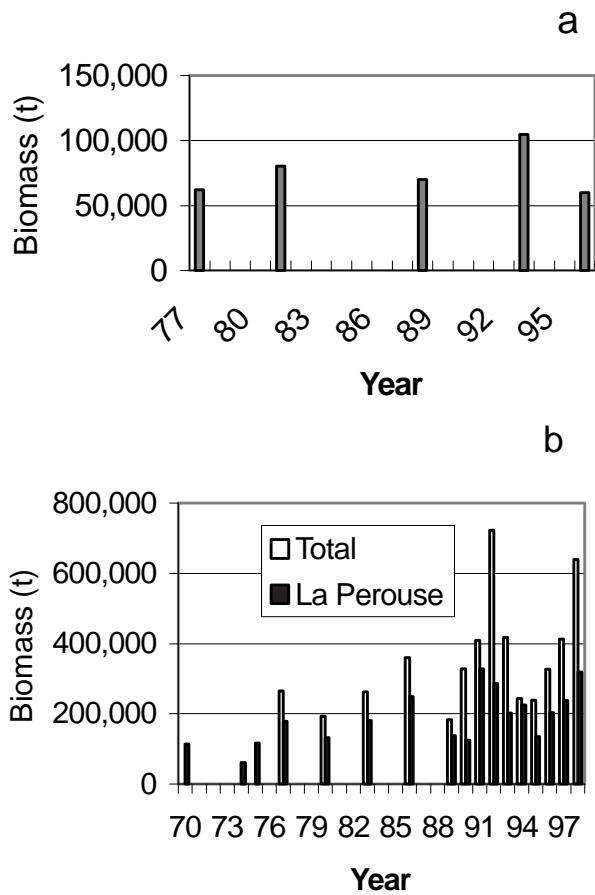 a
150,000
100,000
50,000
0
Biomass (t)
77 80 83 86 89 92 95
Year
b
800,000
600,000
400,000
200,000
0
Biomass (t)
Total
La Perouse
70 73 76 79 82 85 88 91 94 97
Year